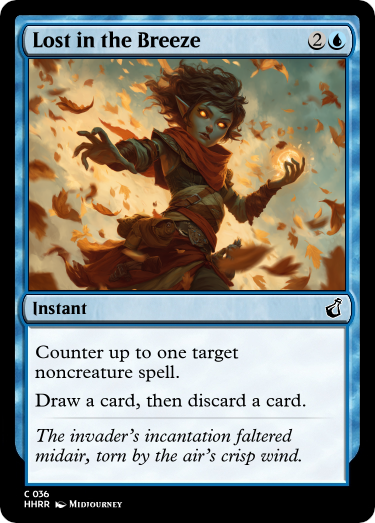 Lost in the Breeze 2
Instant
Counter up to one target
noncreature spell.
Draw a card, then discard a card.
The invader's incantation faltered
midair, torn by the air's crisp wind.
C 036
HHRR Midjourney